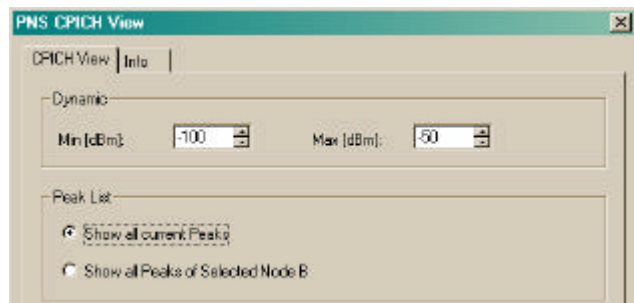 PNS CPICH View
CPICH View Info
Dynamic
Min [dBm]: -100 Max [dBm]: -50
Peak List
Show all current Peaks
Show all Peaks of Selected Node B